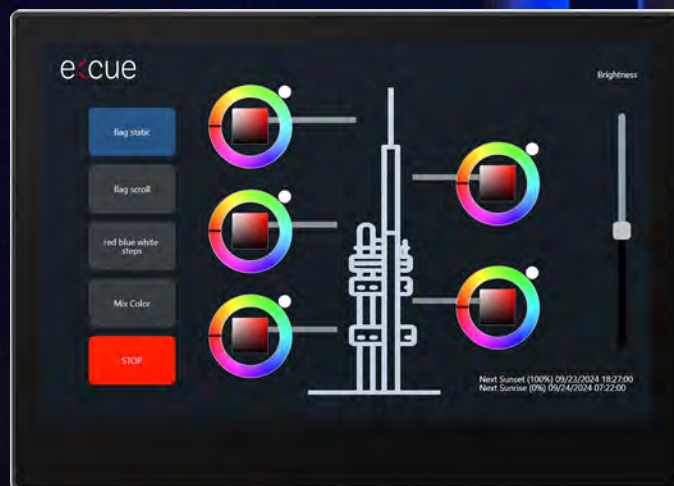 e:cue
Brightness
flag static
flag scroll
red blue white
steps
Mix Color
STOP
Next Sunset (100%) 09/23/2024 18:27:00
Next Sunrise (0%) 09/24/2024 07:22:00